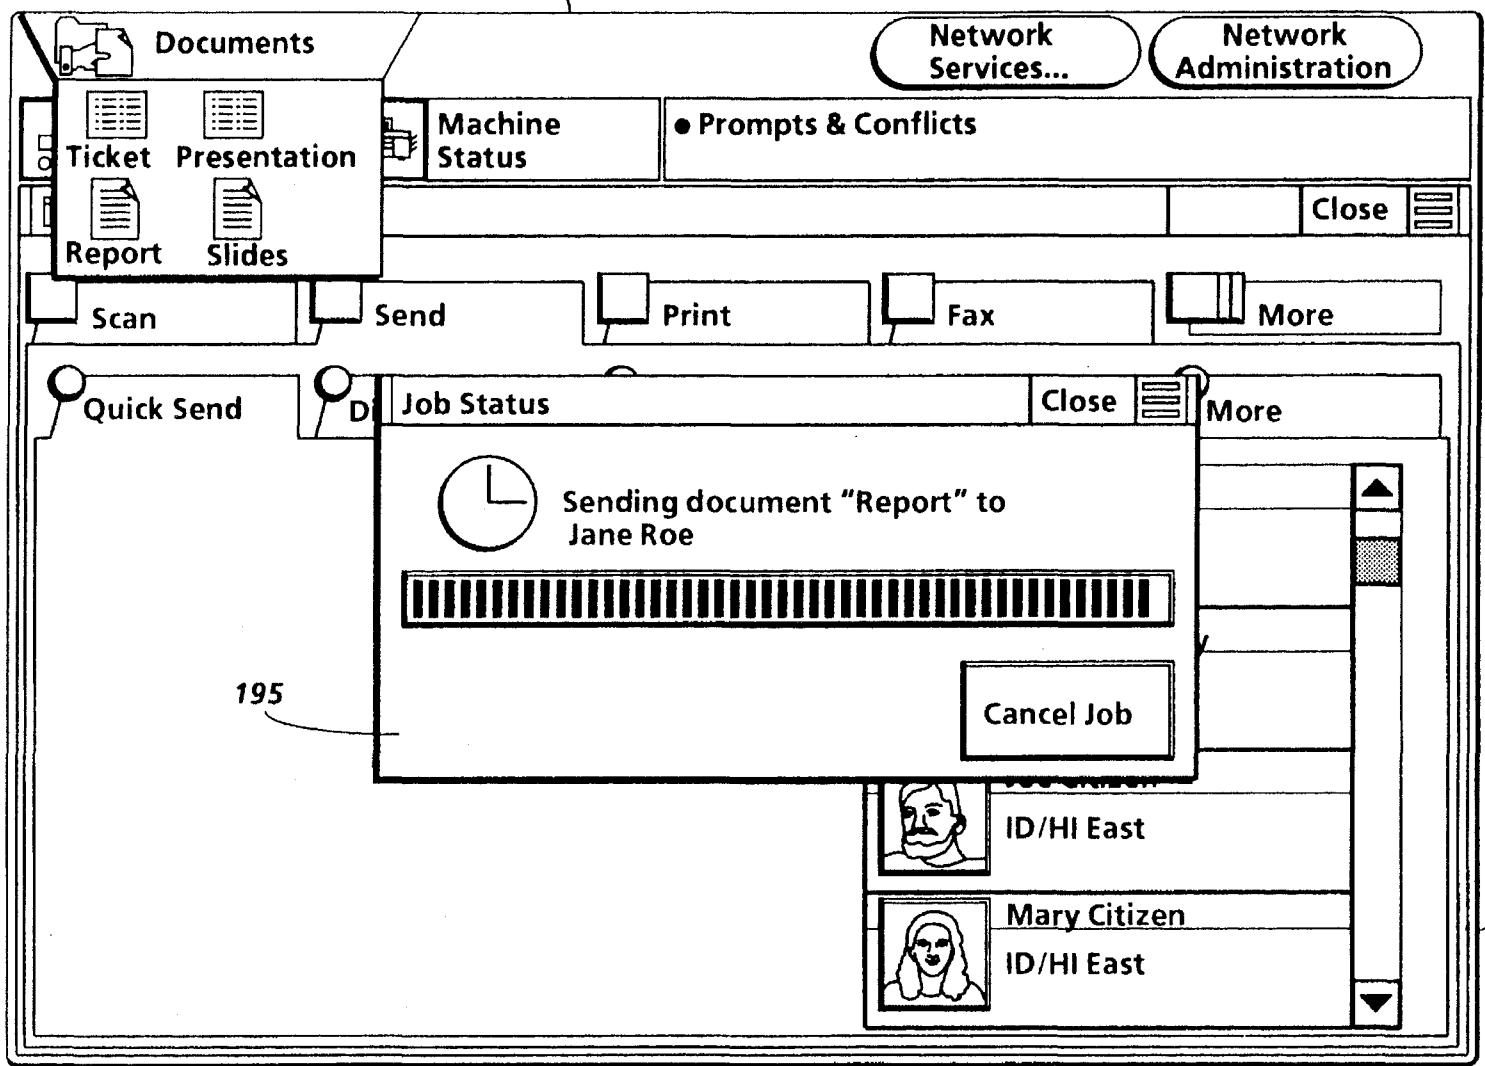 Documents
Network
Services...
Network
Administration
Ticket
Presentation
Report
Slides
Machine
Status
• Prompts & Conflicts
Close
Scan
Send
Print
Fax
More
Quick Send
Job Status
Close
More
Sending document “Report” to
Jane Roe
195
Cancel Job
ID/HI East
Mary Citizen
ID/HI East